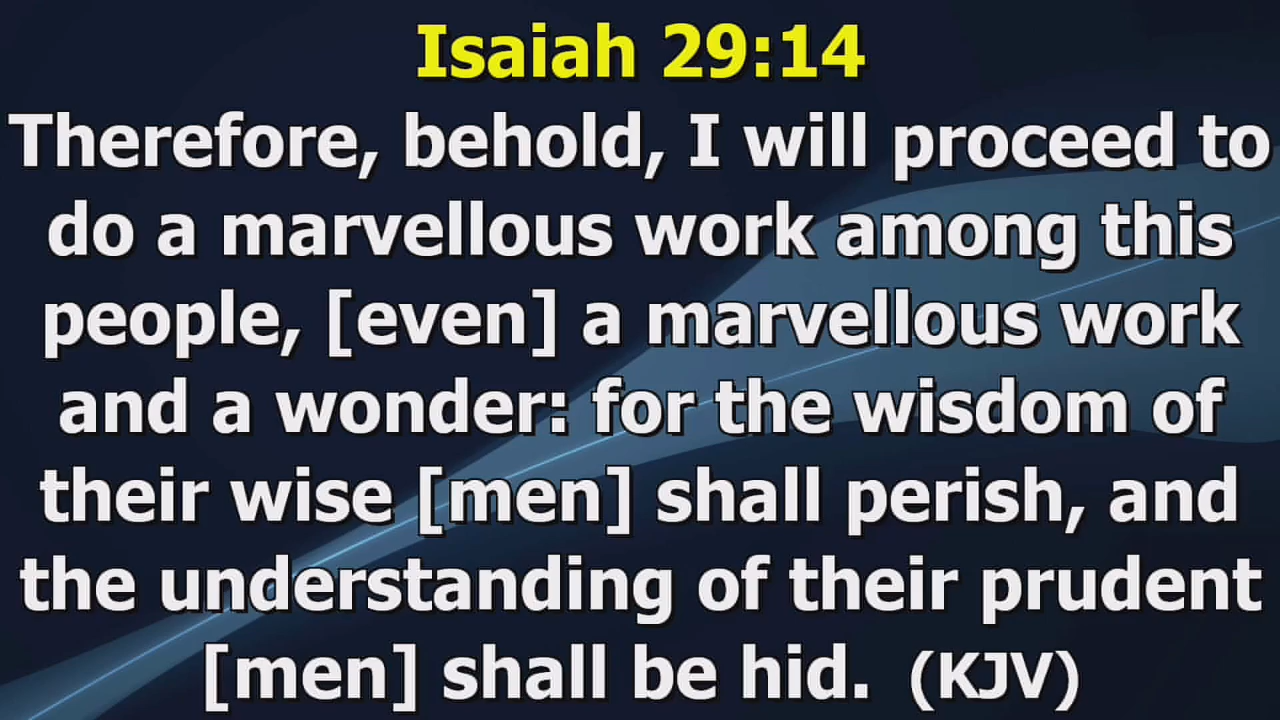 Isaiah 29:14
Therefore, behold, I will proceed to
do a marvellous work among this
people, [even] a marvellous work
and a wonder: for the wisdom of
their wise [men] shall perish, and
the understanding of their prudent
[men] shall be hid. (KJV)